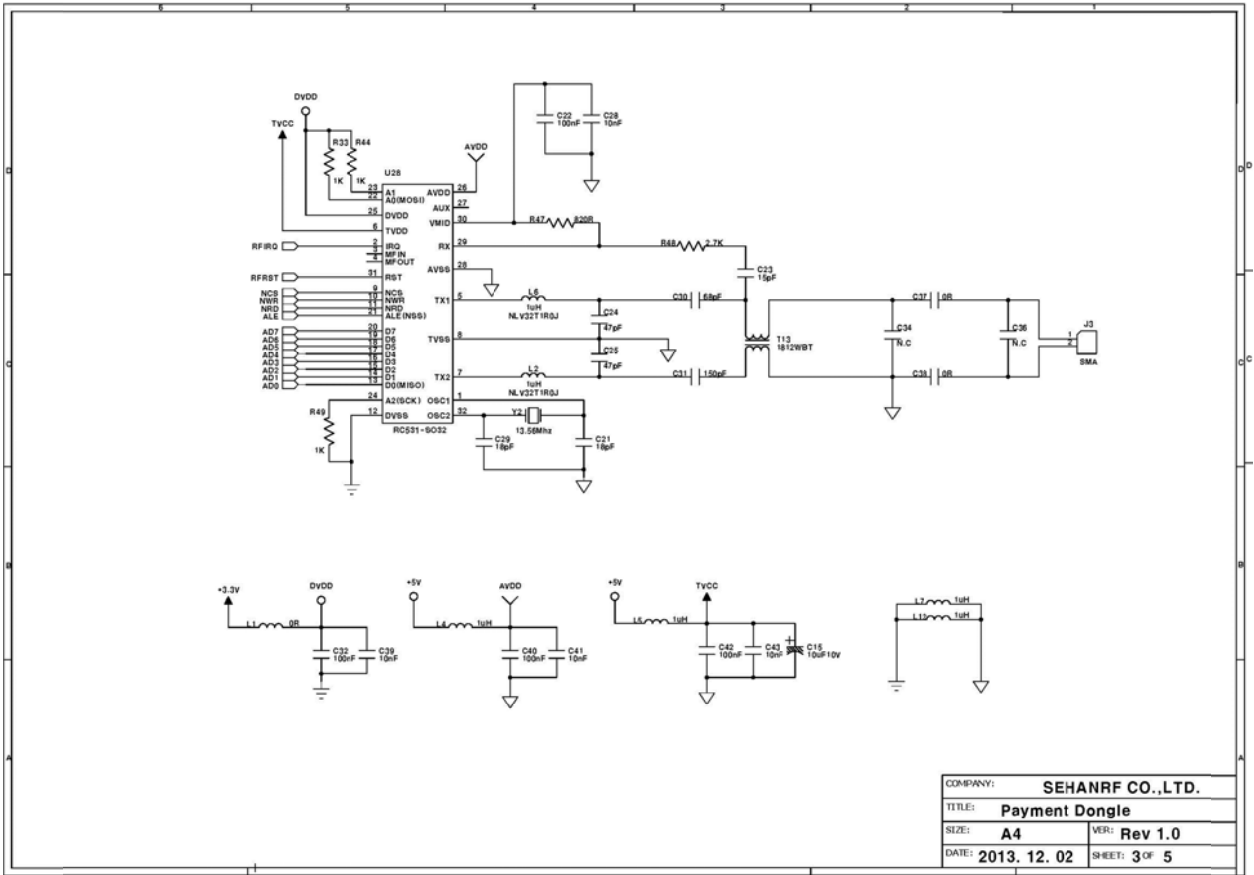 6 5 4 3 2 1
D
C
B
A
D
C
B
A
DVDD
TVCC
R33 R44
1K 1K
AVDD
C22
100nF
C28
10nF
U28
23 A1
22 A0(MOSI)
25 DVDD
6 TVDD
2 IRQ
3 MFIN
4 MFOUT
31 RST
9 NCS
10 NWR
11 NRD
21 ALE(NSS)
20 D7
19 D6
18 D5
17 D4
16 D3
15 D2
14 D1
13 D0(MISO)
24 A2(SCK)
12 DVSS
AVDD 26
AUX 27
VMID 30
RX 29
AVSS 28
TX1 5
TVSS 8
TX2 7
OSC1 1
OSC2 32
RC531-SO32
RFIRQ
RFRST
NCS
NWR
NRD
ALE
AD7
AD6
AD5
AD4
AD3
AD2
AD1
AD0
R49
1K
R47 820R
R48 2.7K
C23
15pF
L6
1uH
NLV32T1R0J
C30 68pF
C24
47pF
C25
47pF
L2
1uH
NLV32T1R0J
C31 150pF
T13
1812WBT
C37 0R
C34
N.C
C36
N.C
C38 0R
J3
1
2
SMA
Y2
13.56Mhz
C29
18pF
C21
18pF
+3.3V DVDD
L1 0R
C32
100nF
C39
10nF
+5V AVDD
L4 1uH
C40
100nF
C41
10nF
+5V TVCC
L5 1uH
C42
100nF
C43
10nF
C15
10uF10V
L7 1uH
1uH
COMPANY: SEHANRF CO.,LTD.
TITLE: Payment Dongle
SIZE: A4 VER: Rev 1.0
DATE: 2013. 12. 02 SHEET: 3 OF 5